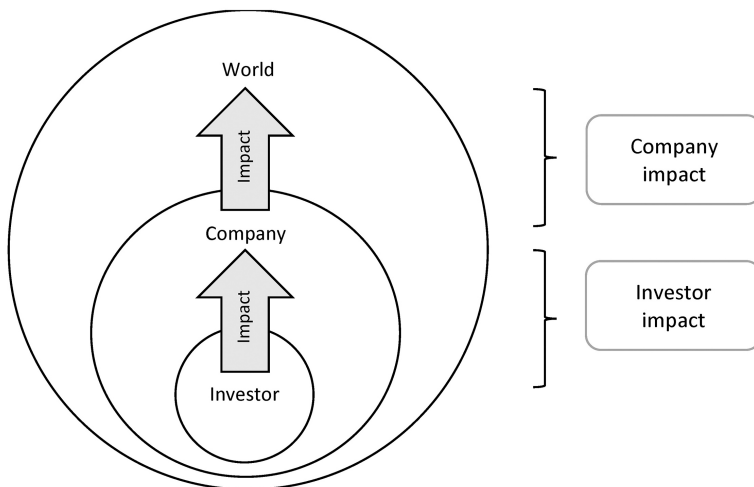 World
Impact
Company
impact
Company
Impact
Investor
impact
Investor